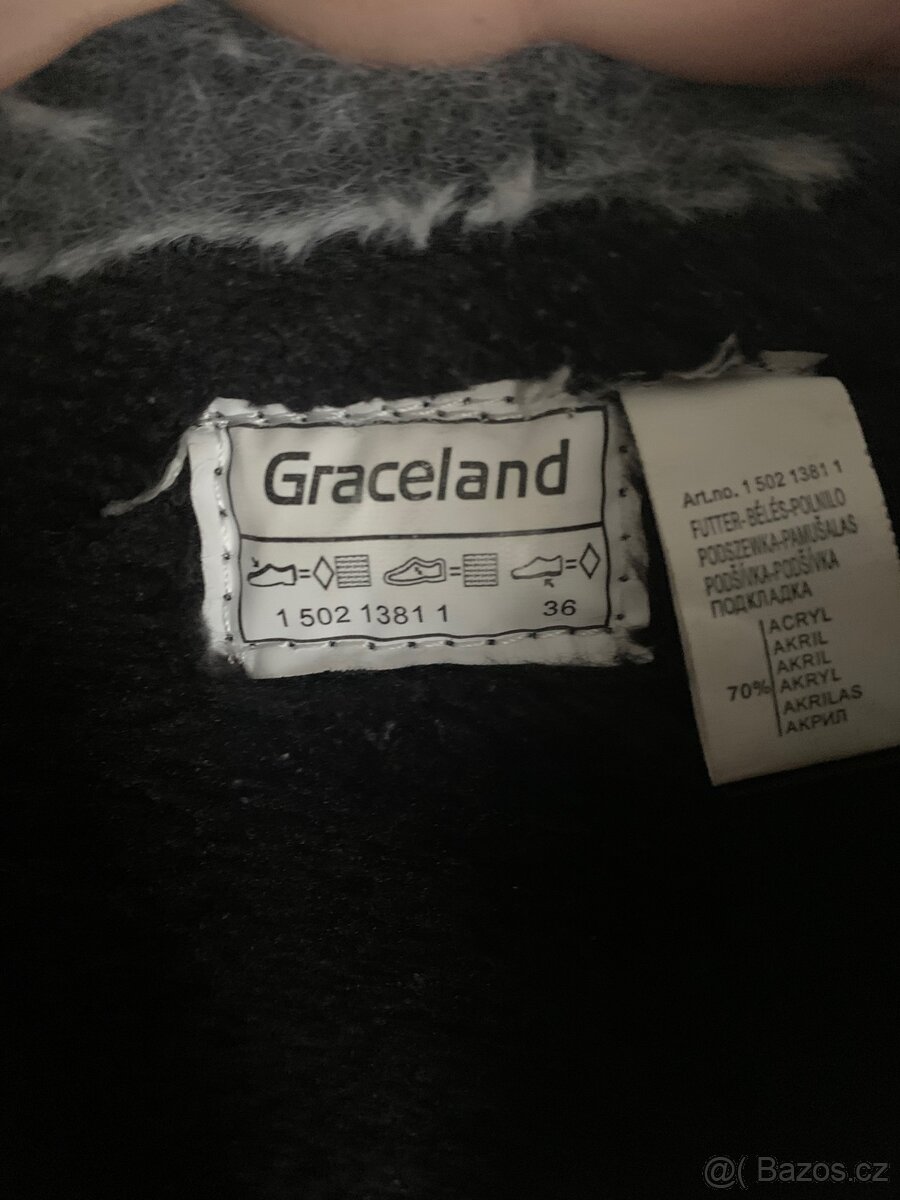 Graceland
= =  =
1 502 1381 1 36
Art.no. 1 502 1381 1
FUTTER-BÉLÉS-POLNILO
PODSZEWKA-PAMUŠALAS
PODŠÍVKA-PODŠÍVKA
ПОДКЛАДКА
ACRYL
AKRIL
AKRIL
70% AKRYL
AKRILAS
АКРИЛ
@( Bazos.cz